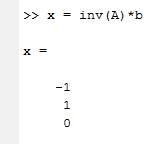 >> x = inv(A)*b
x =
-1
1
0